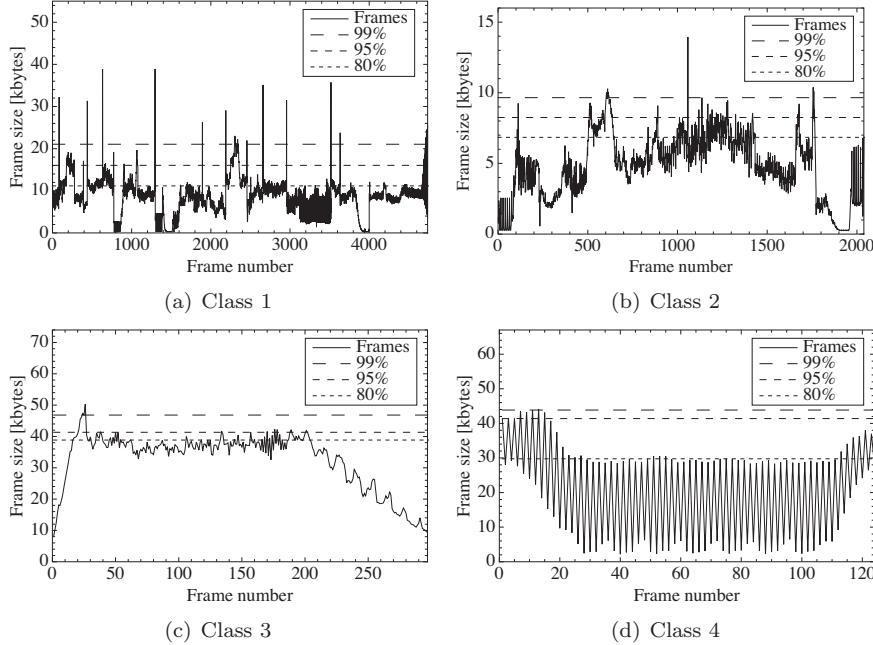 50
40
30
20
10
0
Frame size [kbytes]
Frames
99%
95%
80%
0 1000 2000 3000 4000
Frame number
(a) Class 1
15
10
5
0
Frame size [kbytes]
Frames
99%
95%
80%
0 500 1000 1500 2000
Frame number
(b) Class 2
70
60
50
40
30
20
10
0
Frame size [kbytes]
Frames
99%
95%
80%
0 50 100 150 200 250
Frame number
(c) Class 3
60
50
40
30
20
10
0
Frame size [kbytes]
Frames
99%
95%
80%
0 20 40 60 80 100 120
Frame number
(d) Class 4